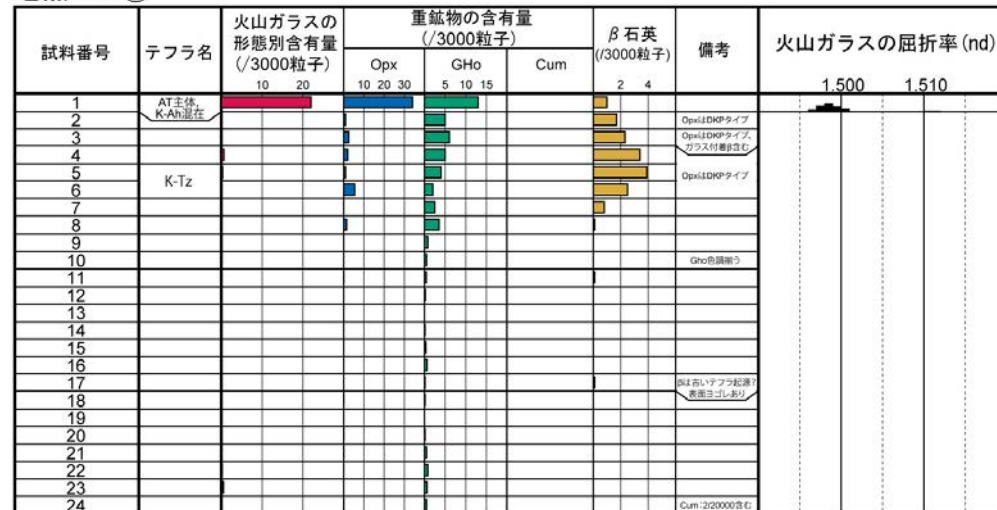 火山ガラスの
形態別含有量
(/3000粒子)
重鉱物の含有量
(/3000粒子)
β石英
(/3000粒子)
試料番号
テフラ名
備考
火山ガラスの屈折率(nd)
Opx
GHo
Cum
10 20
10 20 30
5 10 15
2 4
1.500 1.510
1
AT主体,
K-Ah混在
2
OpxはDKPタイプ
3
OpxはDKPタイプ、
ガラス付着β含む
4
5
K-Tz
OpxはDKPタイプ
6
7
8
9
10
Gho色調揃う
11
12
13
14
15
16
17
βは古いテフラ起源?
表面ヨゴレあり
18
19
20
21
22
23
24
Cum:2/20000含む